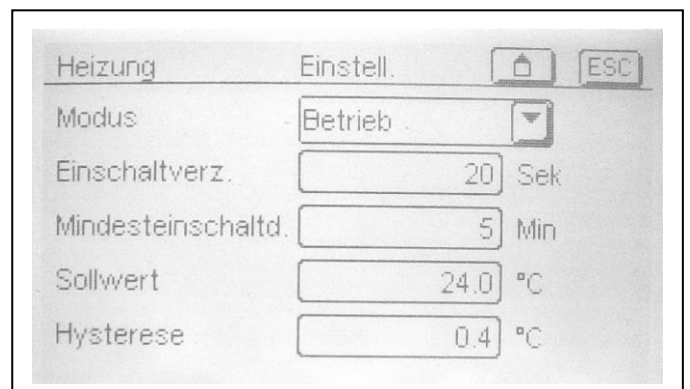 Heizung Einstell. ESC
Modus Betrieb
Einschaltverz. 20 Sek
Mindesteinschaltd. 5 Min
Sollwert 24.0 °C
Hysterese 0.4 °C